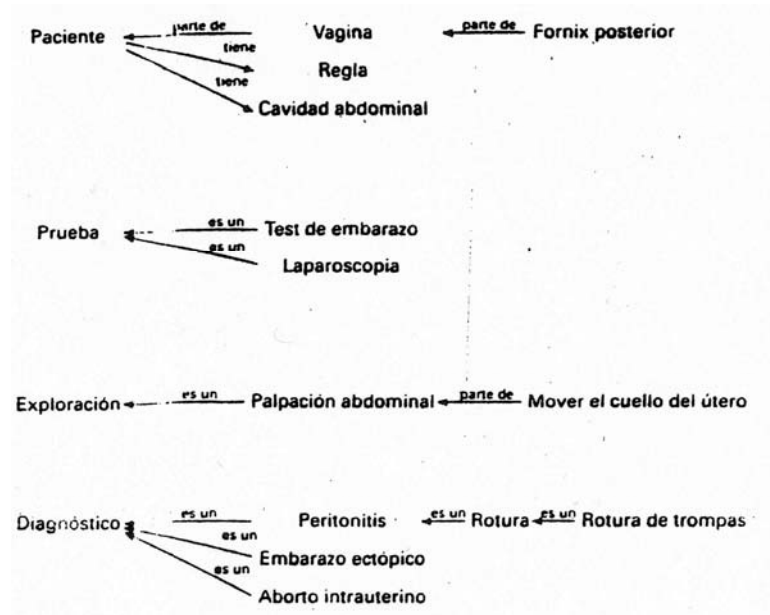 Paciente parte de Vagina parte de Fornix posterior
tiene
Regla
tiene
Cavidad abdominal
Prueba es un Test de embarazo
es un
Laparoscopia
Exploración es un Palpación abdominal parte de Mover el cuello del útero
Diagnóstico es un Peritonitis es un Rotura es un Rotura de trompas
es un
Embarazo ectópico
es un
Aborto intrauterino